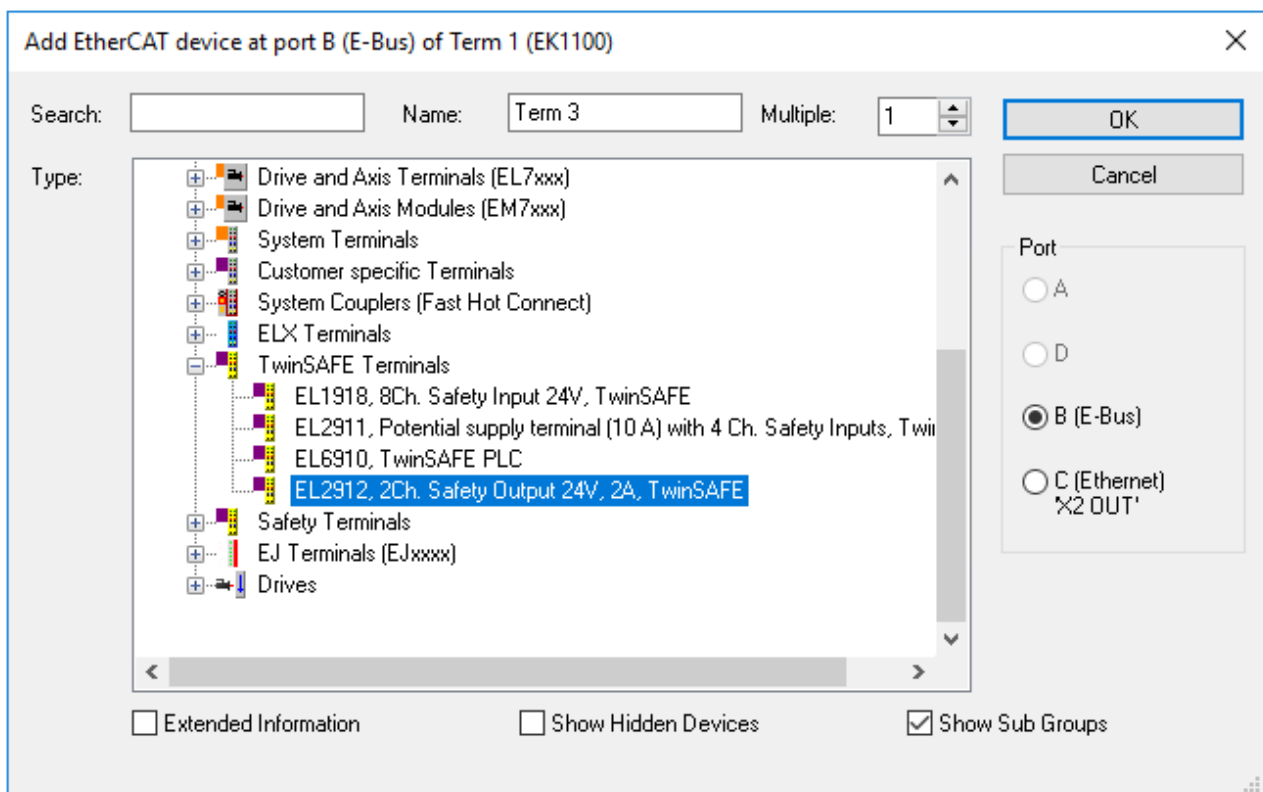 Add EtherCAT device at port B (E-Bus) of Term 1 (EK1100)
Search:
Name:
Term 3
Multiple:
1
OK
Type:
Cancel
Drive and Axis Terminals (EL7xxx)
Drive and Axis Modules (EM7xxx)
System Terminals
Customer specific Terminals
System Couplers (Fast Hot Connect)
ELX Terminals
TwinSAFE Terminals
EL1918, 8Ch. Safety Input 24V, TwinSAFE
EL2911, Potential supply terminal (10 A) with 4 Ch. Safety Inputs, Twi
EL6910, TwinSAFE PLC
EL2912, 2Ch. Safety Output 24V, 2A, TwinSAFE
Safety Terminals
EJ Terminals (EJxxxx)
Drives
Port
A
D
B (E-Bus)
C (Ethernet)
'X2 OUT'
Extended Information
Show Hidden Devices
Show Sub Groups